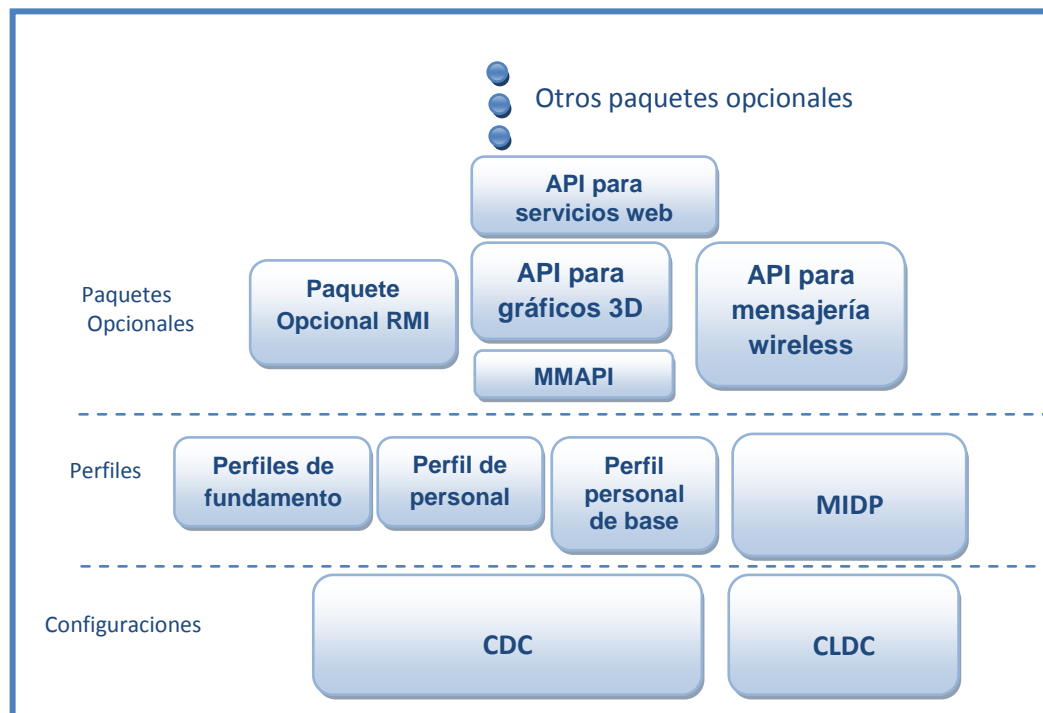 Otros paquetes opcionales
API para
servicios web
Paquetes
Opcionales
Paquete
Opcional RMI
API para
gráficos 3D
API para
mensajería
wireless
MMAPI
Perfiles
Perfiles de
fundamento
Perfil de
personal
Perfil
personal
de base
MIDP
Configuraciones
CDC
CLDC